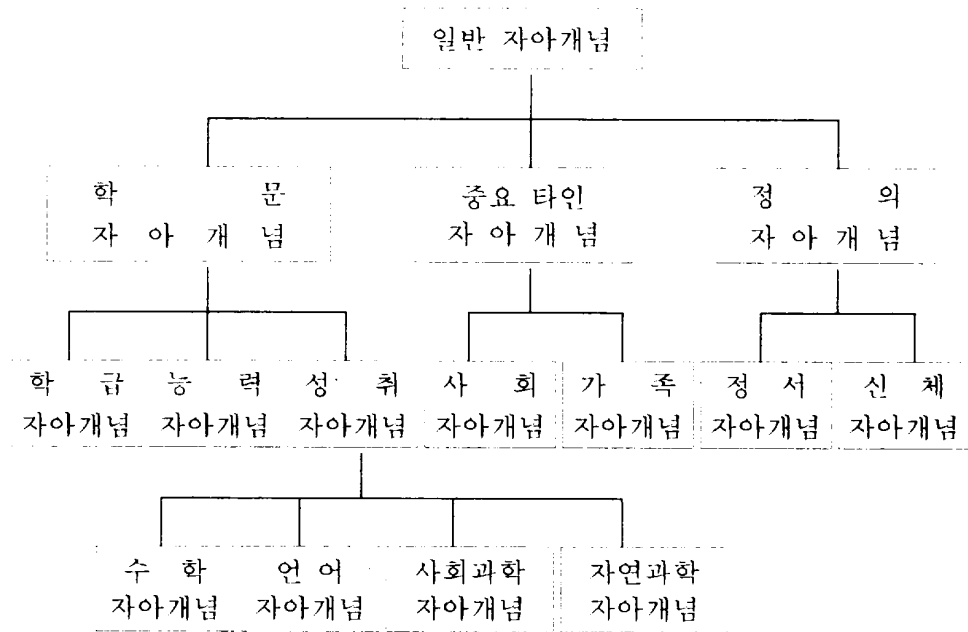 일반 자아개념
학 문 중요 타인 정 의
자 아 개 념 자 아 개 념 자 아 개 념
학 급 능 력 성 취 사 회 가 족 정 서 신 체
자아개념 자아개념 자아개념 자아개념 자아개념 자아개념 자아개념
수 학 언 어 사회과학 자연과학
자아개념 자아개념 자아개념 자아개념